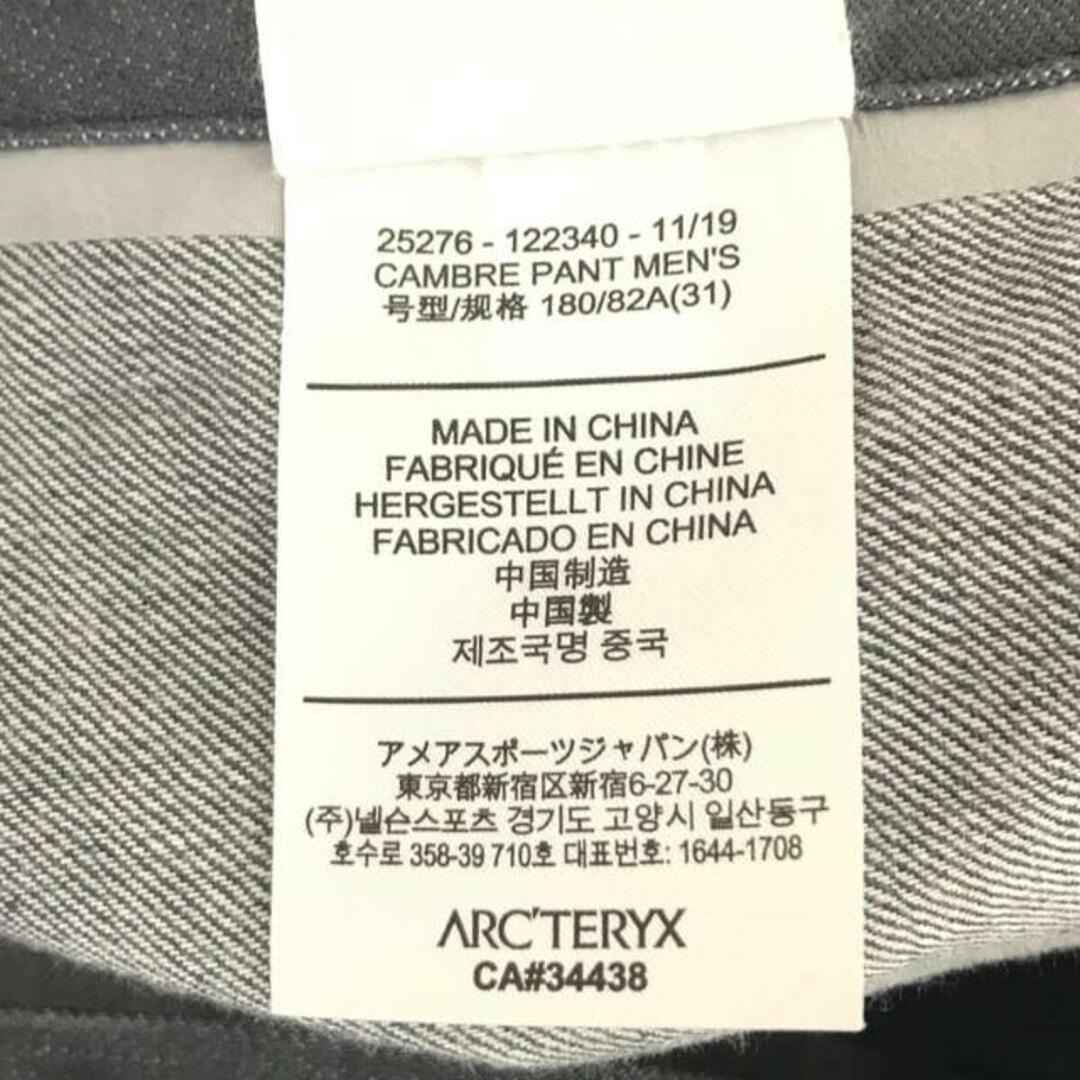 25276 - 122340 - 11/19
CAMBRE PANT MEN'S
号型/规格 180/82A(31)
MADE IN CHINA
FABRIQUÉ EN CHINE
HERGESTELLT IN CHINA
FABRICADO EN CHINA
中国制造
中国製
제조국명 중국
アメアスポーツジャパン(株)
東京都新宿区新宿6-27-30
(주)넬슨스포츠 경기도 고양시 일산동구
호수로 358-39 710호 대표번호: 1644-1708
ARC'TERYX
CA#34438